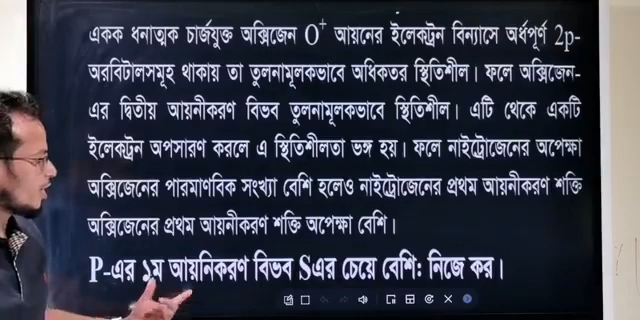 একক ধনাত্মক চার্জযুক্ত অক্সিজেন O⁺ আয়নের ইলেকট্রন বিন্যাসে অর্ধপূর্ণ 2p-
অরবিটালসমূহ থাকায় তা তুলনামূলকভাবে অধিকতর স্থিতিশীল। ফলে অক্সিজেন-
এর দ্বিতীয় আয়নীকরণ বিভব তুলনামূলকভাবে স্থিতিশীল। এটি থেকে একটি
ইলেকট্রন অপসারণ করলে এ স্থিতিশীলতা ভঙ্গ হয়। ফলে নাইট্রোজেনের অপেক্ষা
অক্সিজেনের পারমাণবিক সংখ্যা বেশি হলেও নাইট্রোজেনের প্রথম আয়নীকরণ শক্তি
অক্সিজেনের প্রথম আয়নীকরণ শক্তি অপেক্ষা বেশি।
P-এর ১ম আয়নিকরণ বিভব Sএর চেয়ে বেশি: নিজে কর।